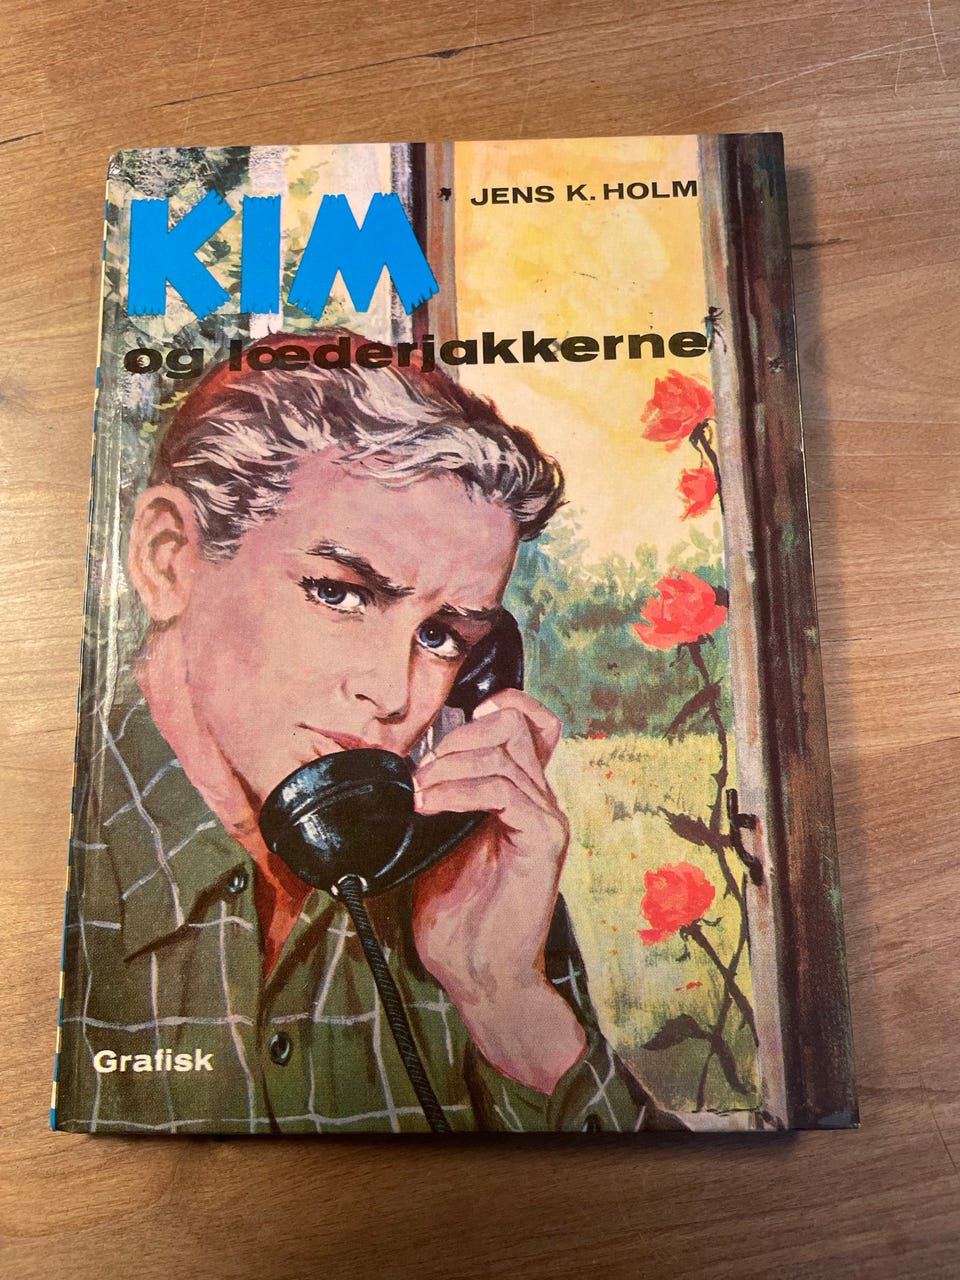 KIM
JENS K. HOLM
og læderjakkerne
Grafisk